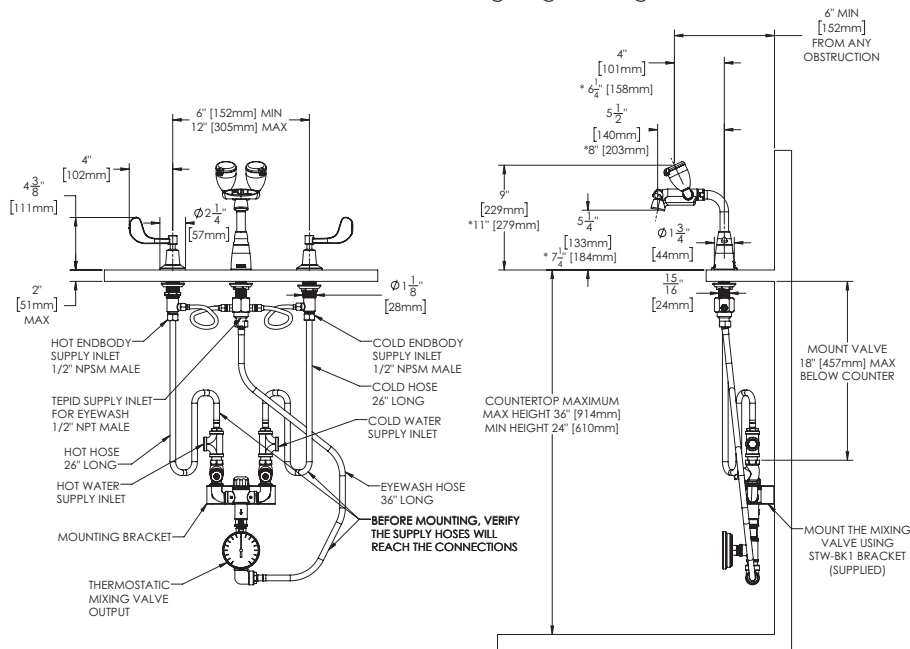 6" MIN
[152mm]
FROM ANY
OBSTRUCTION
4"
[101mm]
* 6 1/4" [158mm]
5 1/2"
[140mm]
*8" [203mm]
9"
[229mm]
*11" [279mm]
5 1/4"
[133mm]
* 7 1/4" [184mm]
Ø1 3/4"
[44mm]
15/16"
[24mm]
6" [152mm] MIN
12" [305mm] MAX
4"
[102mm]
4 3/8"
[111mm]
Ø2 1/4"
[57mm]
2"
[51mm]
MAX
Ø1 1/8"
[28mm]
HOT ENDBODY
SUPPLY INLET
1/2" NPSM MALE
TEPID SUPPLY INLET
FOR EYEWASH
1/2" NPT MALE
HOT HOSE
26" LONG
HOT WATER
SUPPLY INLET
MOUNTING BRACKET
THERMOSTATIC
MIXING VALVE
OUTPUT
COLD ENDBODY
SUPPLY INLET
1/2" NPSM MALE
COLD HOSE
26" LONG
COLD WATER
SUPPLY INLET
EYEWASH HOSE
36" LONG
BEFORE MOUNTING, VERIFY
THE SUPPLY HOSES WILL
REACH THE CONNECTIONS
COUNTERTOP MAXIMUM
MAX HEIGHT 36" [914mm]
MIN HEIGHT 24" [610mm]
MOUNT VALVE
18" [457mm] MAX
BELOW COUNTER
MOUNT THE MIXING
VALVE USING
STW-BK1 BRACKET
(SUPPLIED)